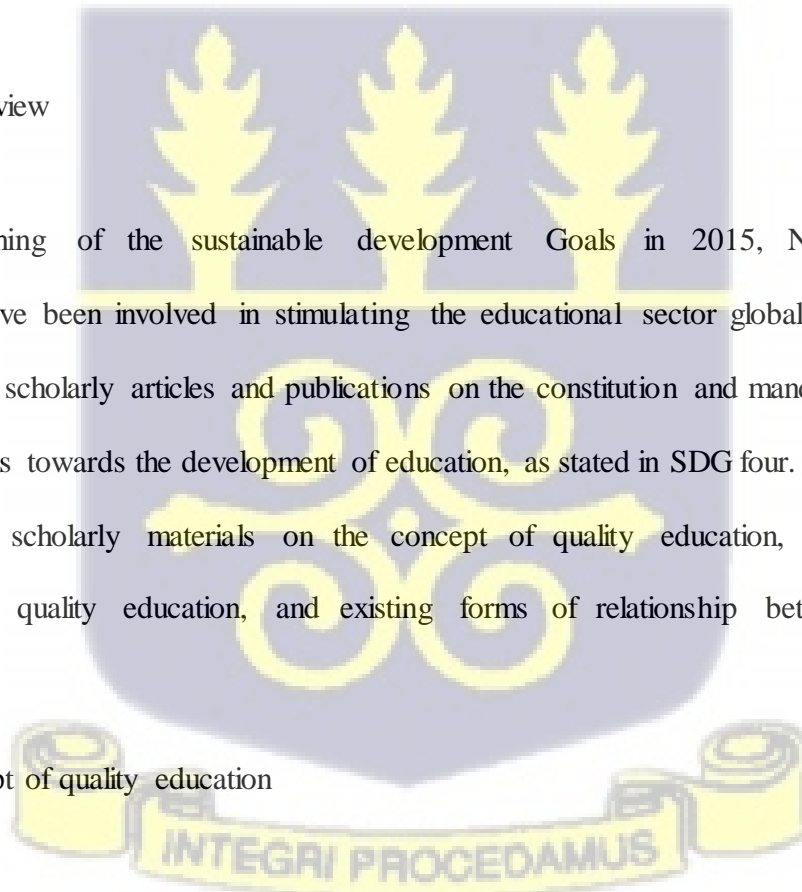 view
ning of the sustainable development Goals in 2015, N
ve been involved in stimulating the educational sector global
scholarly articles and publications on the constitution and mand
s towards the development of education, as stated in SDG four.
scholarly materials on the concept of quality education,
quality education, and existing forms of relationship bet
pt of quality education
INTEGRI PROCEDAMUS